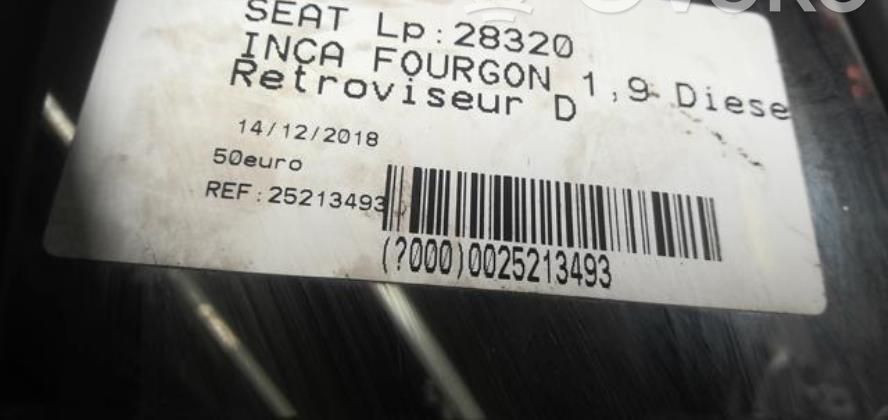 SEAT Lp:28320
INCA FOURGON 1,9 Diese
Retroviseur D
14/12/2018
50euro
REF:25213493
(?000)0025213493